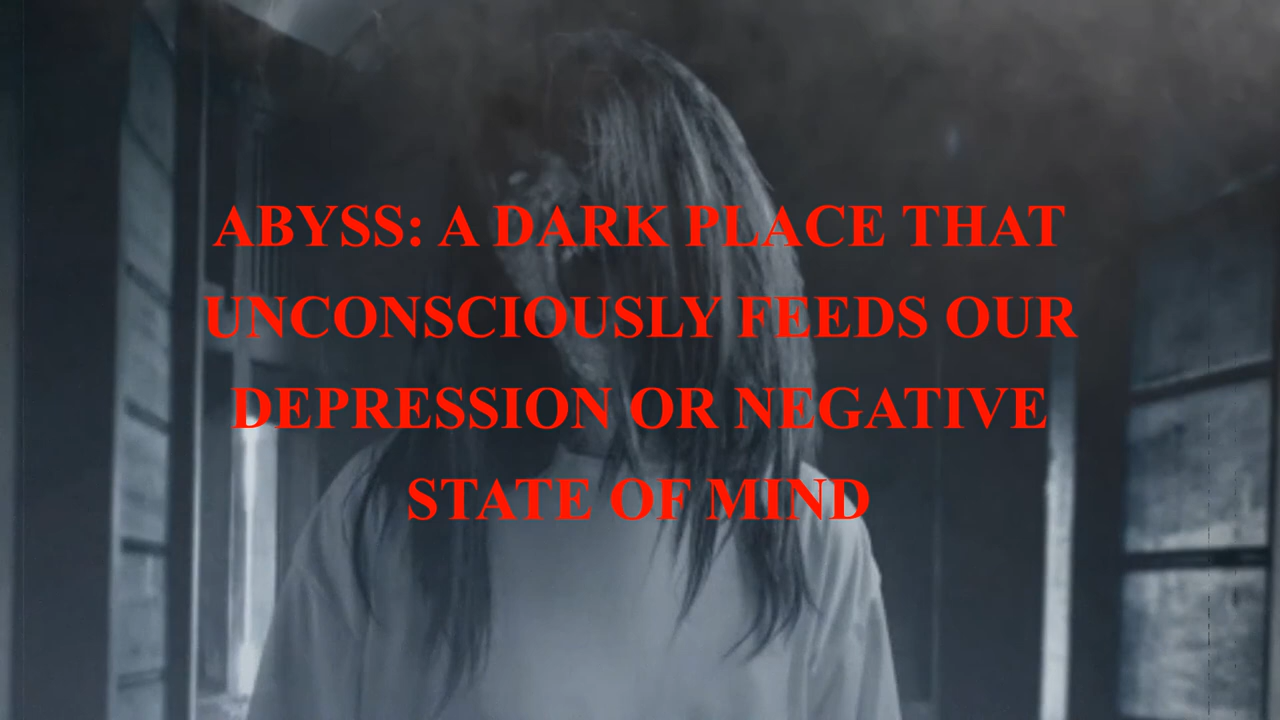 ABYSS: A DARK PLACE THAT
UNCONSCIOUSLY FEEDS OUR
DEPRESSION OR NEGATIVE
STATE OF MIND